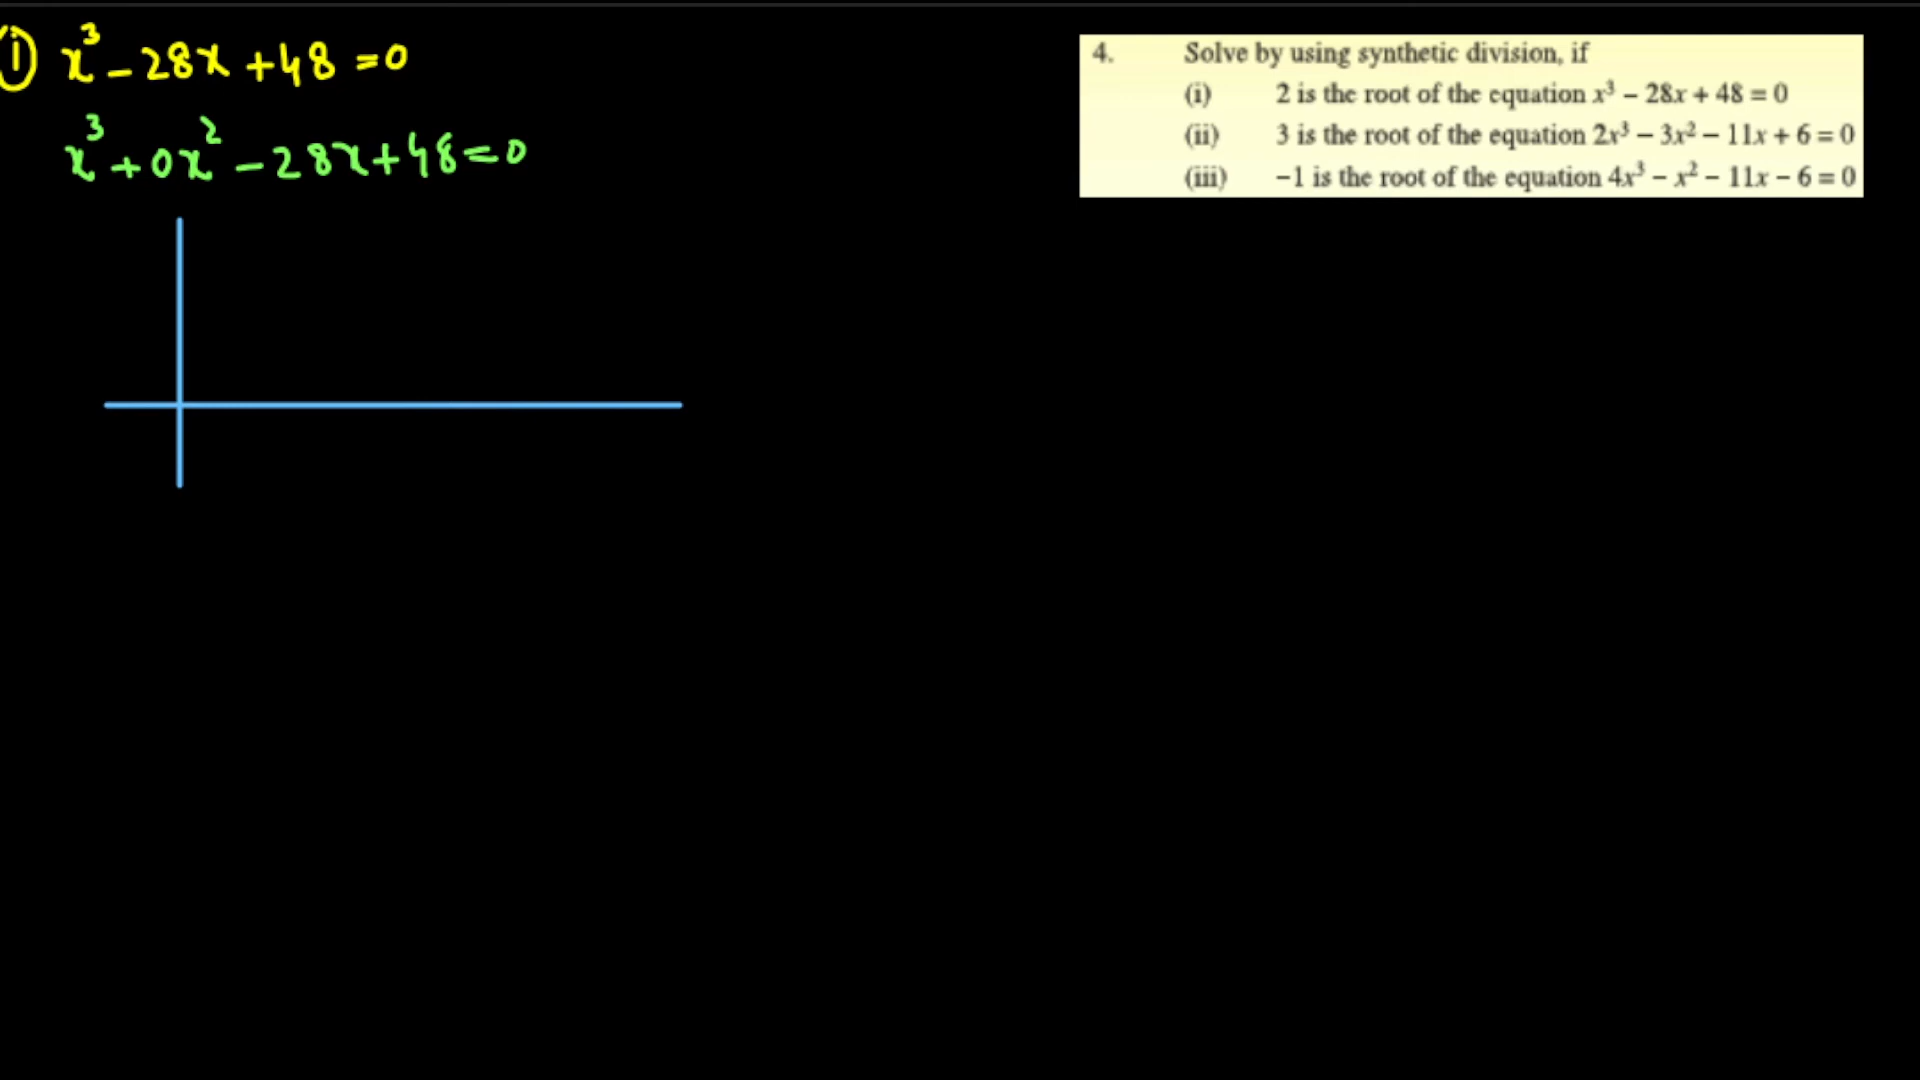 (i) x³ - 28x + 48 = 0
x³ + 0x² - 28x + 48 = 0
4. Solve by using synthetic division, if
(i) 2 is the root of the equation x³ – 28x + 48 = 0
(ii) 3 is the root of the equation 2x³ – 3x² – 11x + 6 = 0
(iii) –1 is the root of the equation 4x³ – x² – 11x – 6 = 0